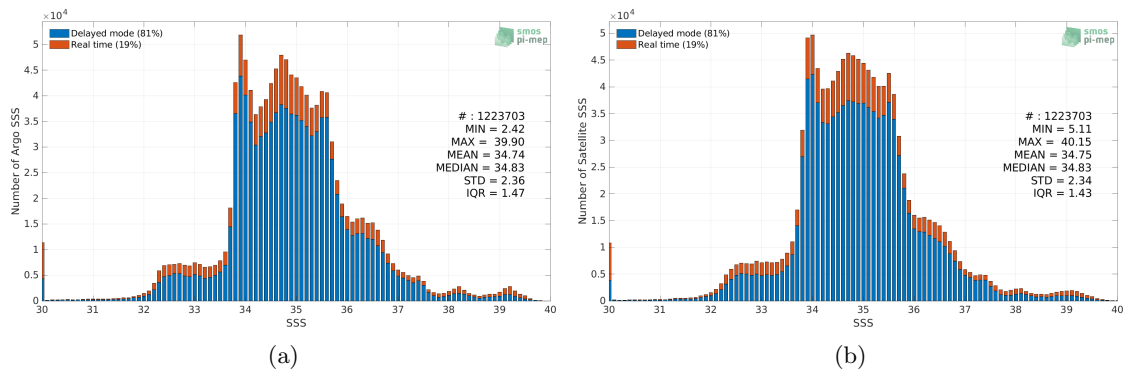 ×10⁴
Delayed mode (81%)
Real time (19%)
smos
pi-mep
5
4.5
4
3.5
3
2.5
2
1.5
1
0.5
0
Number of Argo SSS
# : 1223703
MIN = 2.42
MAX = 39.90
MEAN = 34.74
MEDIAN = 34.83
STD = 2.36
IQR = 1.47
30 31 32 33 34 35 36 37 38 39 40
SSS
(a)
×10⁴
Delayed mode (81%)
Real time (19%)
smos
pi-mep
5
4.5
4
3.5
3
2.5
2
1.5
1
0.5
0
Number of Satellite SSS
# : 1223703
MIN = 5.11
MAX = 40.15
MEAN = 34.75
MEDIAN = 34.83
STD = 2.34
IQR = 1.43
30 31 32 33 34 35 36 37 38 39 40
SSS
(b)